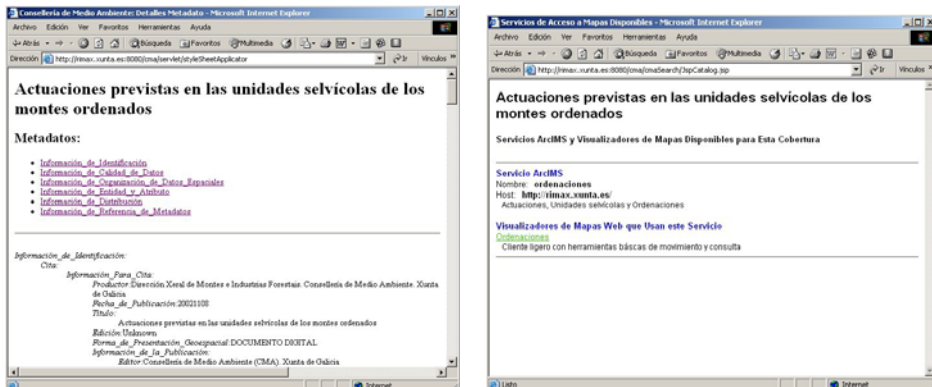 Consellería de Medio Ambiente: Detalles Metadato - Microsoft Internet Explorer
Archivo Edición Ver Favoritos Herramientas Ayuda
Atrás Búsqueda Favoritos Multimedia
Dirección http://rimax.xunta.es:8080/cma/servlet/styleSheetApplicator Ir Vínculos
Actuaciones previstas en las unidades selvícolas de los
montes ordenados
Metadatos:
Información_de_Identificación
Información_de_Calidad_de_Datos
Información_de_Organización_de_Datos_Espaciales
Información_de_Entidad_y_Atributo
Información_de_Distribución
Información_de_Referencia_de_Metadatos
Información_de_Identificación:
Cita:
Información_Para_Cita:
Productor:Dirección Xeral de Montes e Industrias Forestais. Consellería de Medio Ambiente. Xunta
de Galicia
Fecha_de_Publicación:20021108
Título:
Actuaciones previstas en las unidades selvícolas de los montes ordenados
Edición:Unknown
Forma_de_Presentación_Geoespacial:DOCUMENTO DIGITAL
Información_de_la_Publicación:
Editor:Consellería de Medio Ambiente (CMA). Xunta de Galicia
Internet
Servicios de Acceso a Mapas Disponibles - Microsoft Internet Explorer
Archivo Edición Ver Favoritos Herramientas Ayuda
Atrás Búsqueda Favoritos Multimedia
Dirección http://rimax.xunta.es:8080/cma/cmaSearch/JspCatalog.jsp Ir Vínculos
Actuaciones previstas en las unidades selvícolas de los
montes ordenados
Servicios ArcIMS y Visualizadores de Mapas Disponibles para Esta Cobertura
Servicio ArcIMS
Nombre: ordenaciones
Host: http://rimax.xunta.es/
Actuaciones, Unidades selvícolas y Ordenaciones
Visualizadores de Mapas Web que Usan este Servicio
Ordenaciones
Cliente ligero con herramientas báscas de movimiento y consulta
Listo Internet